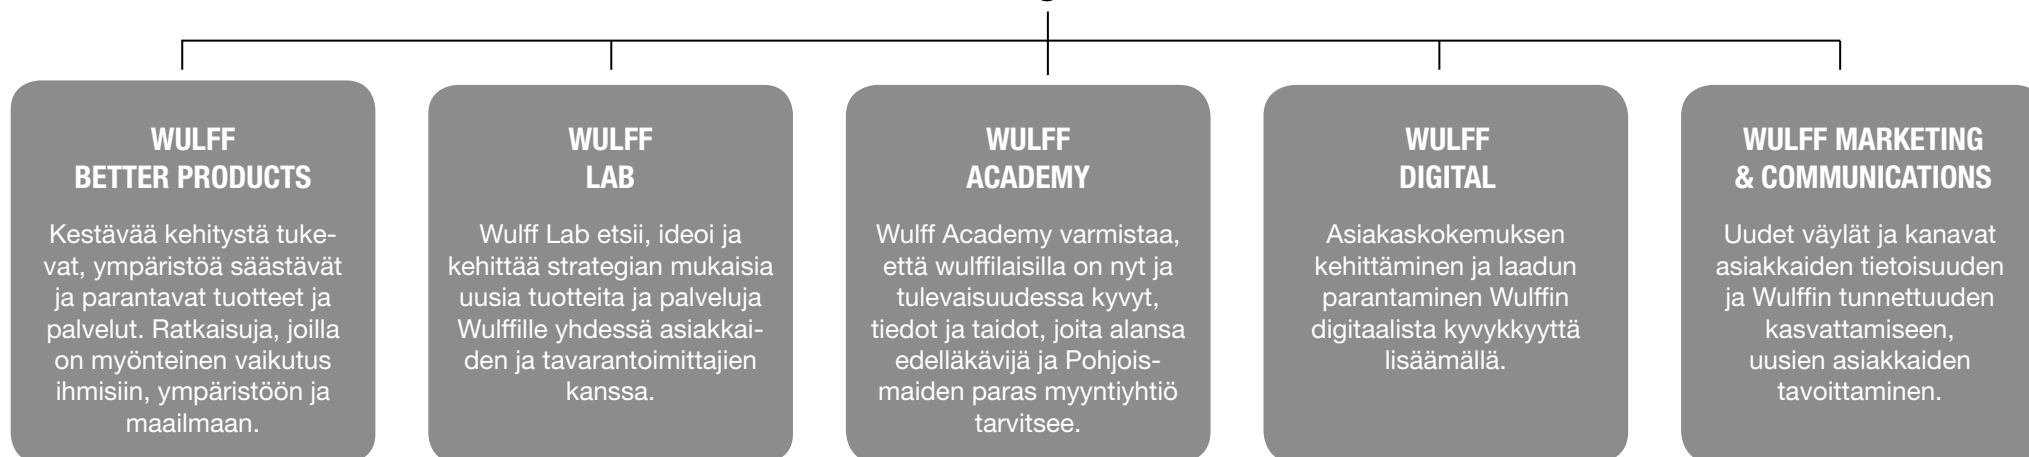 WULFF
BETTER PRODUCTS
Kestävää kehitystä tuke-
vat, ympäristöä säästävät
ja parantavat tuotteet ja
palvelut. Ratkaisuja, joilla
on myönteinen vaikutus
ihmisiin, ympäristöön ja
maailmaan.
WULFF
LAB
Wulff Lab etsii, ideoi ja
kehittää strategian mukaisia
uusia tuotteita ja palveluja
Wulffille yhdessä asiakkai-
den ja tavarantoimittajien
kanssa.
WULFF
ACADEMY
Wulff Academy varmistaa,
että wulffilaisilla on nyt ja
tulevaisuudessa kyvyt,
tiedot ja taidot, joita alansa
edelläkävijä ja Pohjois-
maiden paras myyntiyhtiö
tarvitsee.
WULFF
DIGITAL
Asiakaskokemuksen
kehittäminen ja laadun
parantaminen Wulffin
digitaalista kyvykkyyttä
lisäämällä.
WULFF MARKETING
& COMMUNICATIONS
Uudet väylät ja kanavat
asiakkaiden tietoisuuden
ja Wulffin tunnettuuden
kasvattamiseen,
uusien asiakkaiden
tavoittaminen.